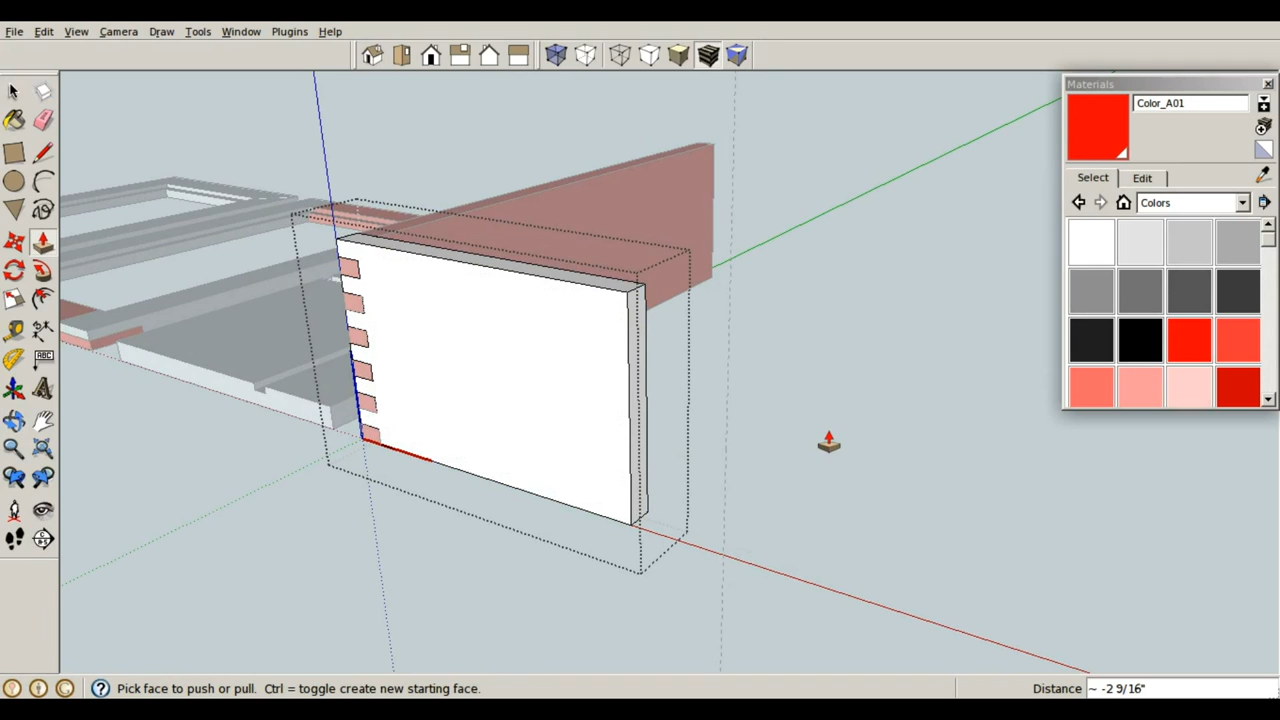 File Edit View Camera Draw Tools Window Plugins Help
Materials
Color_A01
Select Edit
Colors
ABC
Pick face to push or pull. Ctrl = toggle create new starting face.
Distance ~ -2 9/16"